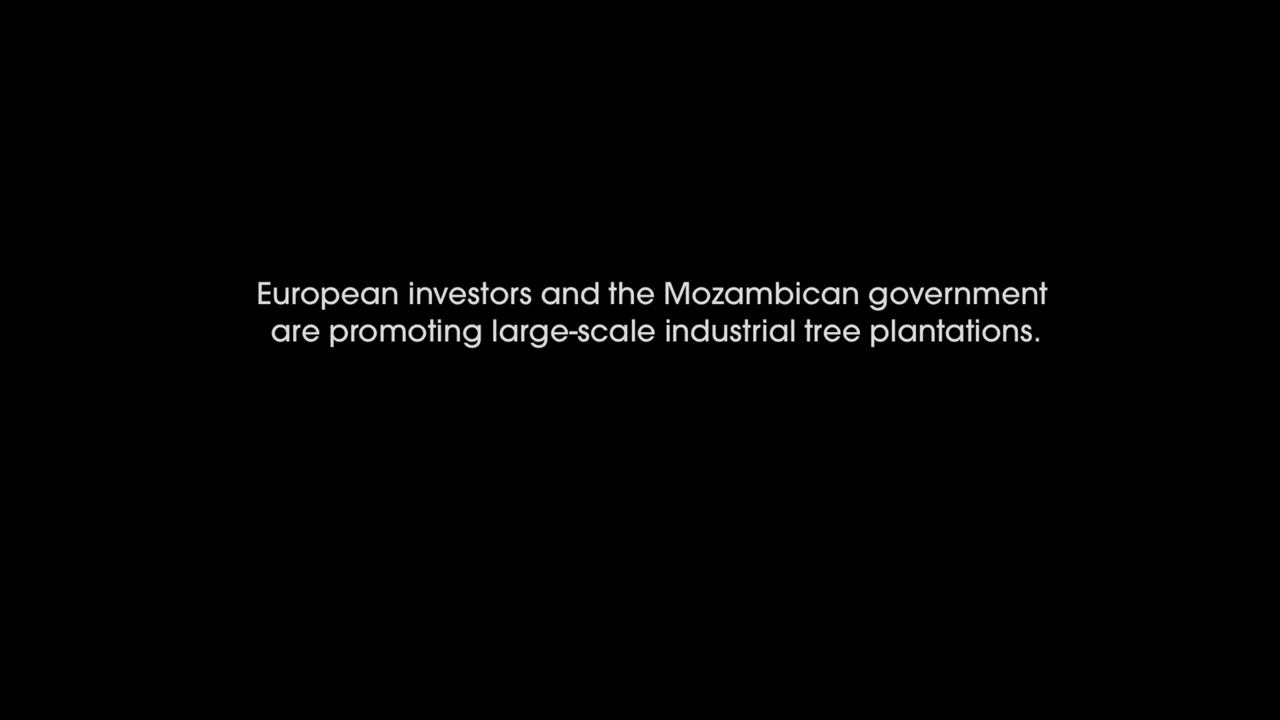 European investors and the Mozambican government
are promoting large-scale industrial tree plantations.